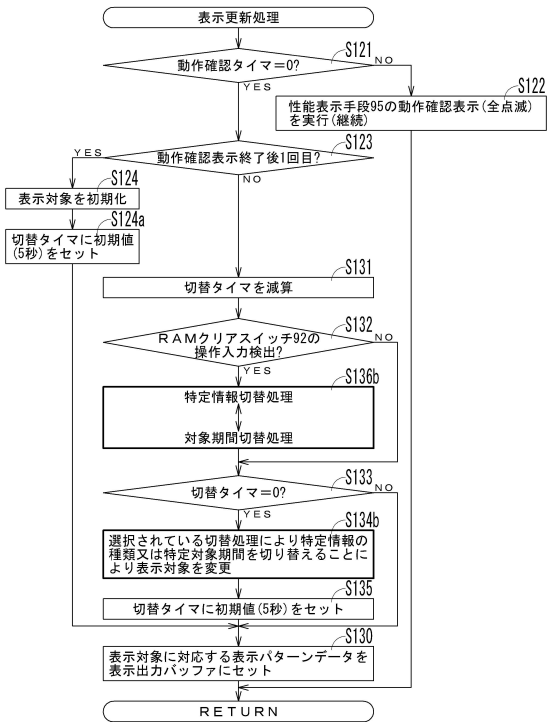 表示更新処理
S121
動作確認タイマ=0?
NO
YES
S122
性能表示手段95の動作確認表示(全点滅)
を実行(継続)
S123
YES
動作確認表示終了後1回目?
NO
S124
表示対象を初期化
S124a
切替タイマに初期値
(5秒)をセット
S131
切替タイマを減算
S132
RAMクリアスイッチ92の
操作入力検出?
NO
YES
S136b
特定情報切替処理
対象期間切替処理
S133
切替タイマ=0?
NO
YES
S134b
選択されている切替処理により特定情報の
種類又は特定対象期間を切り替えることに
より表示対象を変更
S135
切替タイマに初期値(5秒)をセット
S130
表示対象に対応する表示パターンデータを
表示出力バッファにセット
RETURN